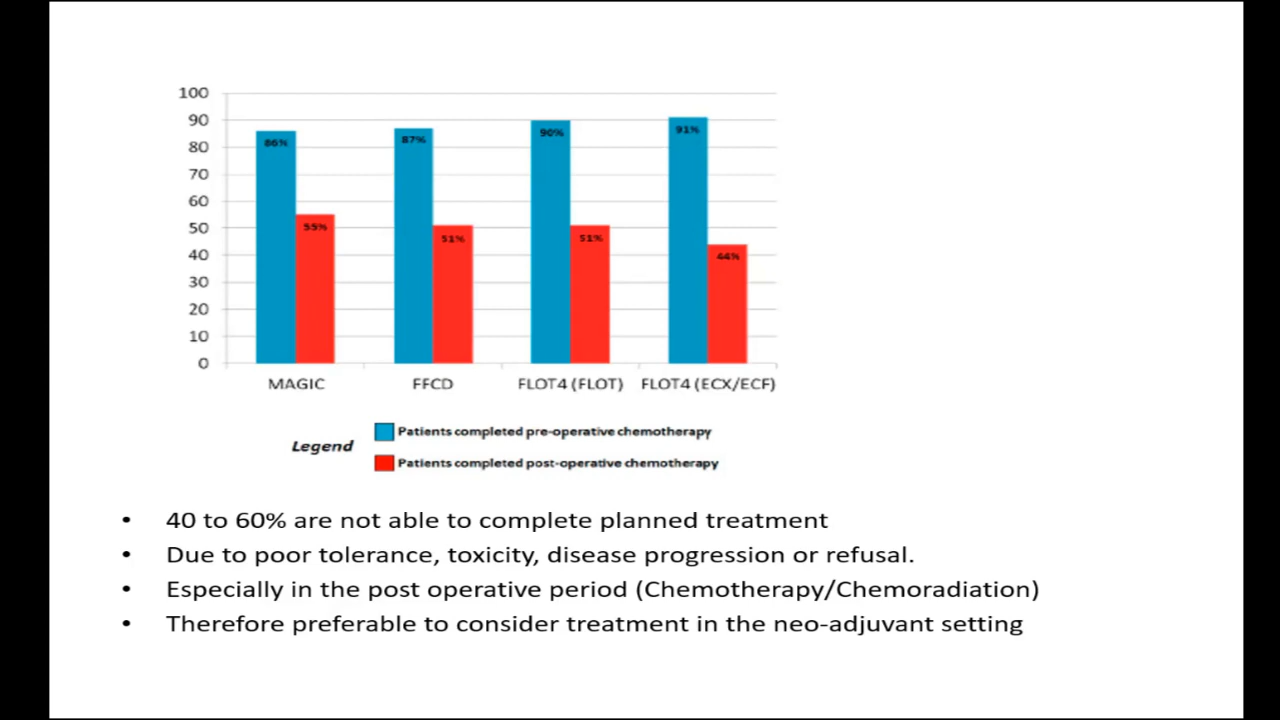 100
90
80
70
60
50
40
30
20
10
0
86% 55% 87% 51% 90% 51% 91% 44%
MAGIC FFCD FLOT4 (FLOT) FLOT4 (ECX/ECF)
Legend
Patients completed pre-operative chemotherapy
Patients completed post-operative chemotherapy
• 40 to 60% are not able to complete planned treatment
• Due to poor tolerance, toxicity, disease progression or refusal.
• Especially in the post operative period (Chemotherapy/Chemoradiation)
• Therefore preferable to consider treatment in the neo-adjuvant setting